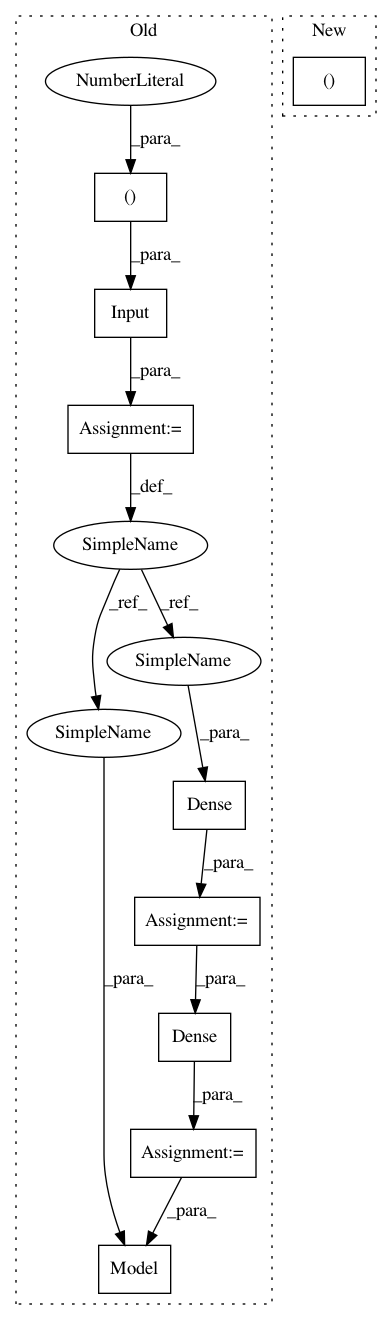 Old
New
NumberLiteral
()
_para_
()
_para_
Input
_para_
Assignment:=
_def_
SimpleName
_ref_
_ref_
SimpleName
SimpleName
_para_
Dense
_para_
Assignment:=
_para_
_para_
Dense
_para_
Assignment:=
_para_
Model